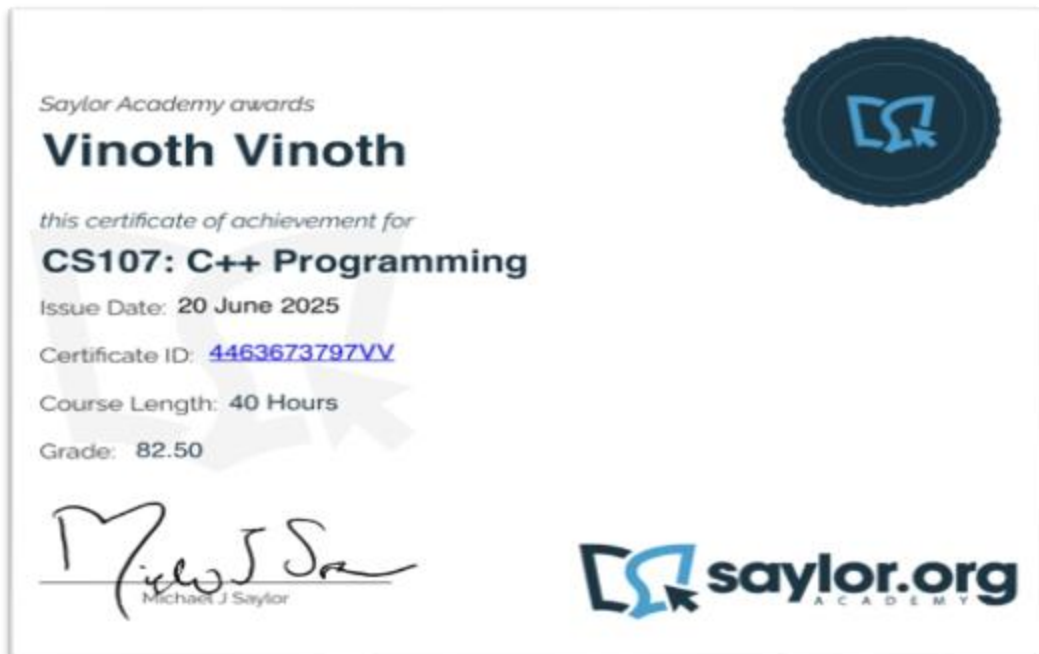 Saylor Academy awards
Vinoth Vinoth
this certificate of achievement for
CS107: C++ Programming
Issue Date: 20 June 2025
Certificate ID: 4463673797VV
Course Length: 40 Hours
Grade: 82.50
Michael J Saylor
saylor.org
ACADEMY